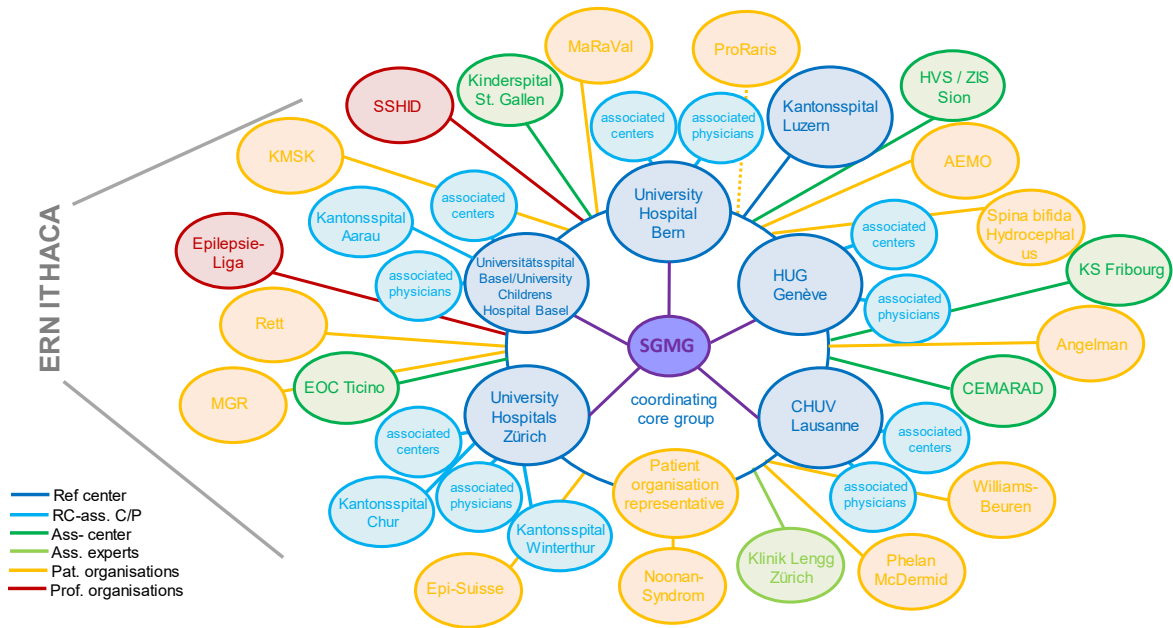 MaRaVal
ProRaris
Kinderspital
St. Gallen
HVS / ZIS
Sion
SSHID
Kantonsspital
Luzern
associated
centers
associated
physicians
KMSK
AEMO
associated
centers
University
Hospital
Bern
Kantonsspital
Aarau
Spina bifida
Hydrocephal
us
associated
centers
Epilepsie-
Liga
Universitätsspital
Basel/University
Childrens
Hospital Basel
HUG
Genève
KS Fribourg
associated
physicians
associated
physicians
ERN ITHACA
Rett
SGMG
Angelman
EOC Ticino
MGR
CEMARAD
University
Hospitals
Zürich
coordinating
core group
CHUV
Lausanne
associated
centers
associated
centers
Patient
organisation
representative
associated
physicians
associated
physicians
Williams-
Beuren
Kantonsspital
Chur
Kantonsspital
Winterthur
Klinik Lengg
Zürich
Phelan
McDermid
Epi-Suisse
Noonan-
Syndrom
Ref center
RC-ass. C/P
Ass- center
Ass. experts
Pat. organisations
Prof. organisations